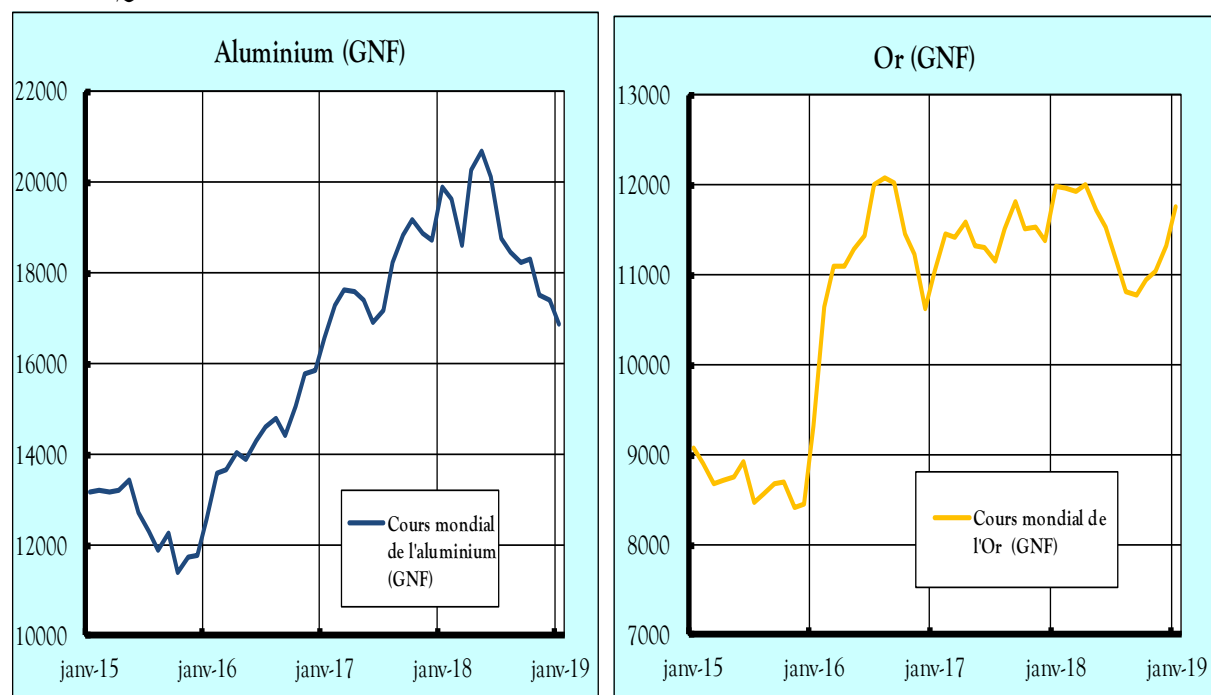 Aluminium (GNF)
22000
20000
18000
16000
14000
12000
10000
janv-15
janv-16
janv-17
janv-18
janv-19
Cours mondial
de l'aluminium
(GNF)
Or (GNF)
13000
12000
11000
10000
9000
8000
7000
janv-15
janv-16
janv-17
janv-18
janv-19
Cours mondial de
l'Or (GNF)